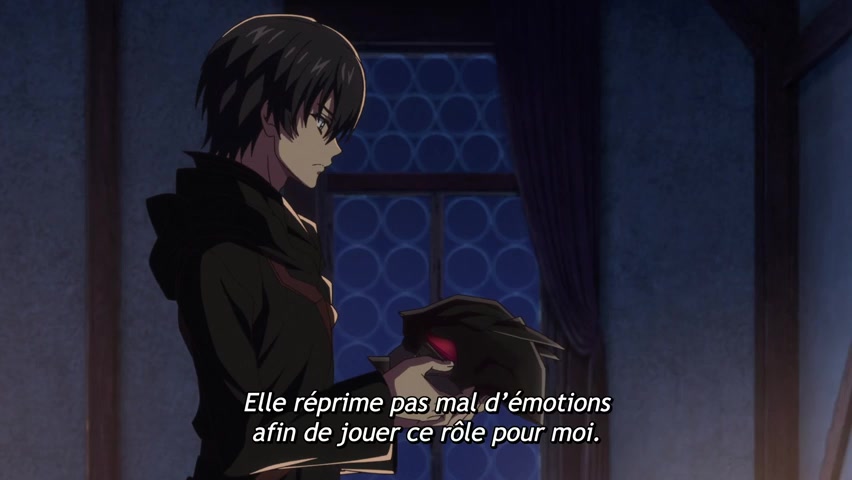 Elle réprime pas mal d’émotions
afin de jouer ce rôle pour moi.